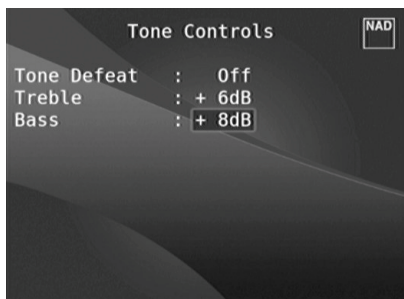 Tone Controls
NAD
Tone Defeat : Off
Treble : + 6dB
Bass : + 8dB